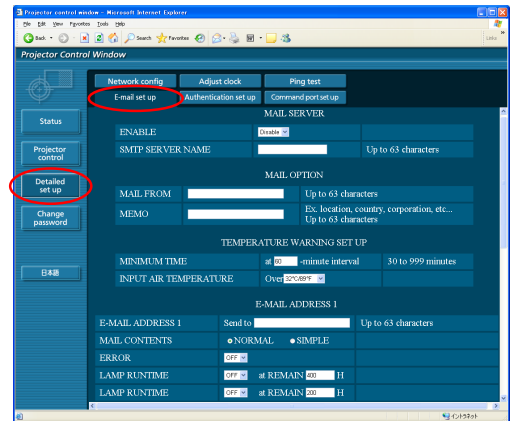 Projector control window - Microsoft Internet Explorer
File Edit View Favorites Tools Help
Back Search Favorites Links
Projector Control Window
Network config Adjust clock Ping test
E-mail set up Authentication set up Command port set up
Status
Projector control
Detailed set up
Change password
日本語
MAIL SERVER
ENABLE Disable
SMTP SERVER NAME Up to 63 characters
MAIL OPTION
MAIL FROM Up to 63 characters
MEMO Ex. location, country, corporation, etc...
Up to 63 characters
TEMPERATURE WARNING SET UP
MINIMUM TIME at 60 -minute interval 30 to 999 minutes
INPUT AIR TEMPERATURE Over 32°C/89°F
E-MAIL ADDRESS 1
E-MAIL ADDRESS 1 Send to Up to 63 characters
MAIL CONTENTS NORMAL SIMPLE
ERROR OFF
LAMP RUNTIME OFF at REMAIN 400 H
LAMP RUNTIME OFF at REMAIN 200 H
イントラネット